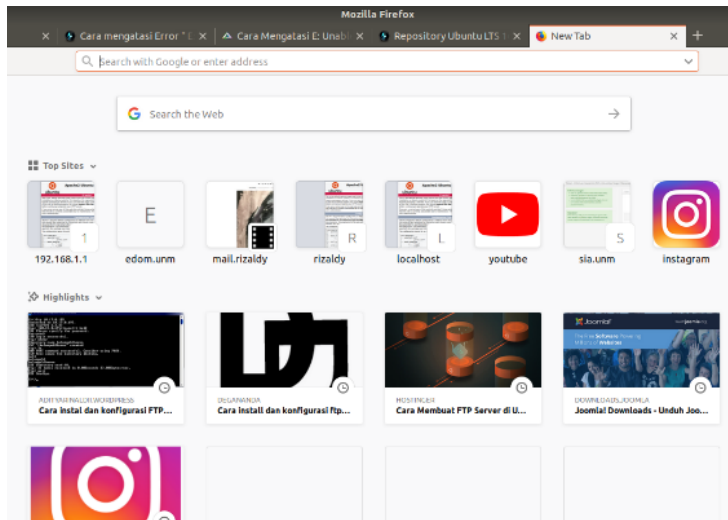 Mozilla Firefox
Cara mengatasi Error " (
Cara Mengatasi E: Unabl
Repository Ubuntu LTS 1
New Tab
Search with Google or enter address
Search the Web
Top Sites
E
1
R
L
S
192.168.1.1
edom.unm
mail.rizaldy
rizaldy
localhost
youtube
sia.unm
instagram
Highlights
Joomla!
ADITYARINALDI.WORDPRESS
Cara instal dan konfigurasi FTP...
DEGANANDA
Cara install dan konfigurasi ftp...
HOSTINGER
Cara Membuat FTP Server di U...
DOWNLOADS.JOOMLA
Joomla! Downloads - Unduh Joo...